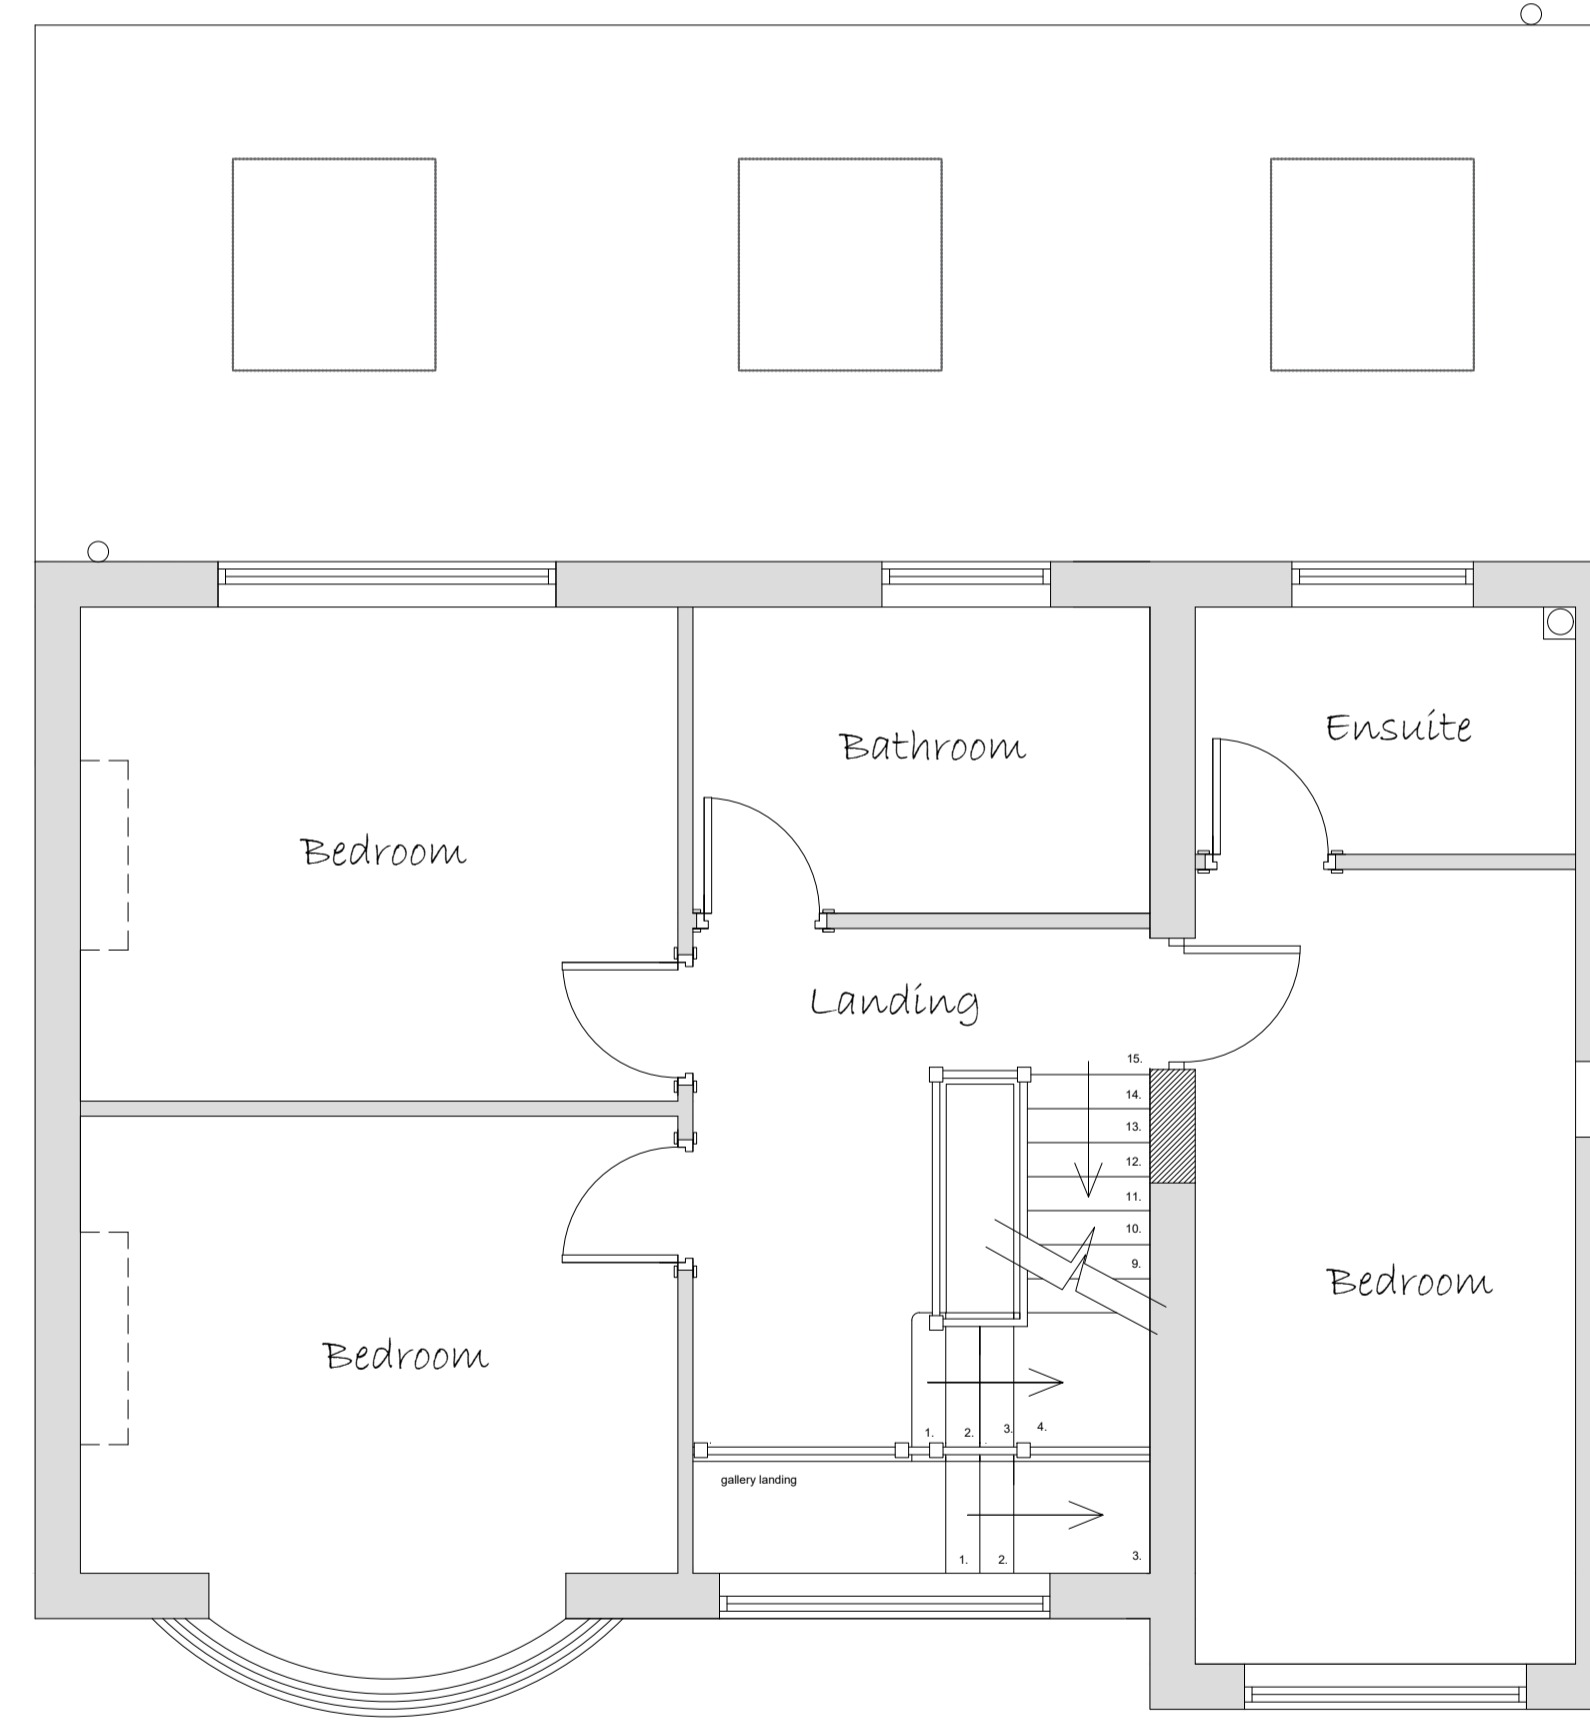 Ensuite
Bathroom
Bedroom
Landing
15.
14.
13.
12.
11.
10.
9.
Bedroom
Bedroom
1. 2. 3. 4.
gallery landing
1. 2. 3.